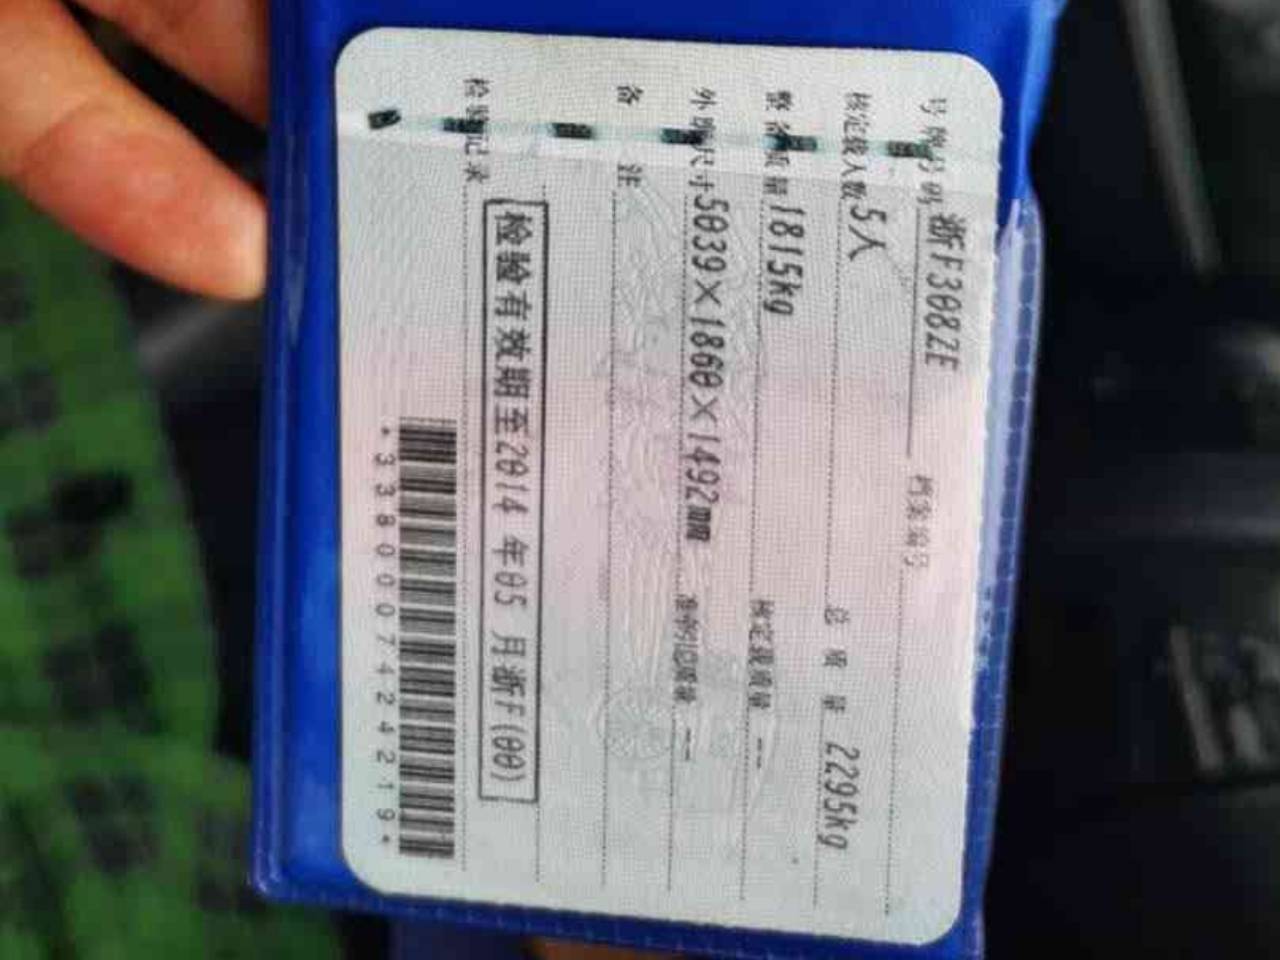 号牌号码 浙F3082E 档案编号
核定载人数 5人 总质量 2295kg
整备质量 1815kg 核定载质量 --
外廓尺寸 5039×1860×1492mm 准牵引总质量 --
备注
检验记录
检验有效期至2014年05月浙F(00)
*3380007424219*